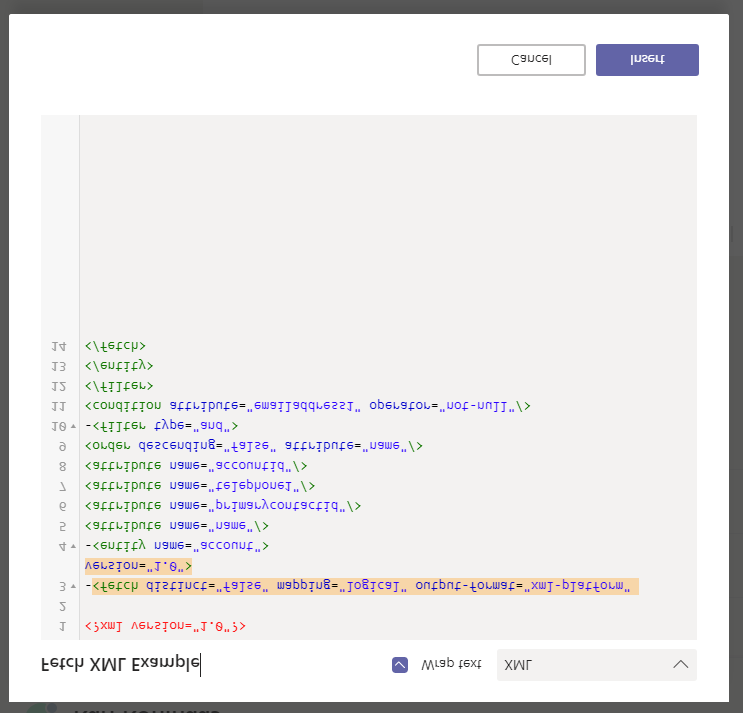 Fetch XML Example
Wrap text
XML
1 <?xml version="1.0"?>
2
3 -<fetch distinct="false" mapping="logical" output-format="xml-platform"
version="1.0">
4 -<entity name="account">
5 <attribute name="name"/>
6 <attribute name="primarycontactid"/>
7 <attribute name="telephone1"/>
8 <attribute name="accountid"/>
9 <order descending="false" attribute="name"/>
10 -<filter type="and">
11 <condition attribute="emailaddress1" operator="not-null"/>
12 </filter>
13 </entity>
14 </fetch>
Cancel
Insert